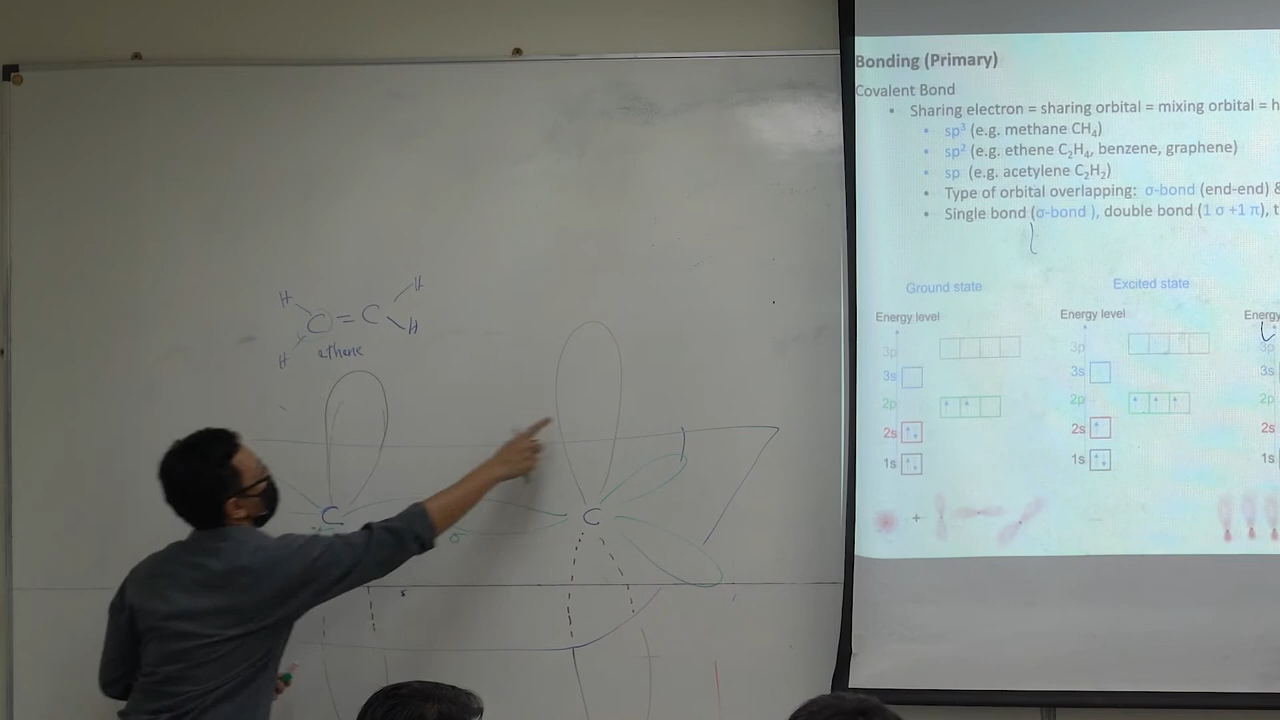 H
H
C = C
H
H
ethene
C
C
σ
Bonding (Primary)
Covalent Bond
• Sharing electron = sharing orbital = mixing orbital = h
• sp³ (e.g. methane CH₄)
• sp² (e.g. ethene C₂H₄, benzene, graphene)
• sp (e.g. acetylene C₂H₂)
• Type of orbital overlapping: σ-bond (end-end) &
• Single bond (σ-bond ), double bond (1 σ +1 π), t
Ground state
Excited state
Energy level
Energy level
Energy
3p
3p
3p
3s
3s
3s
2p
2p
2p
2s
2s
2s
1s
1s
1s
+